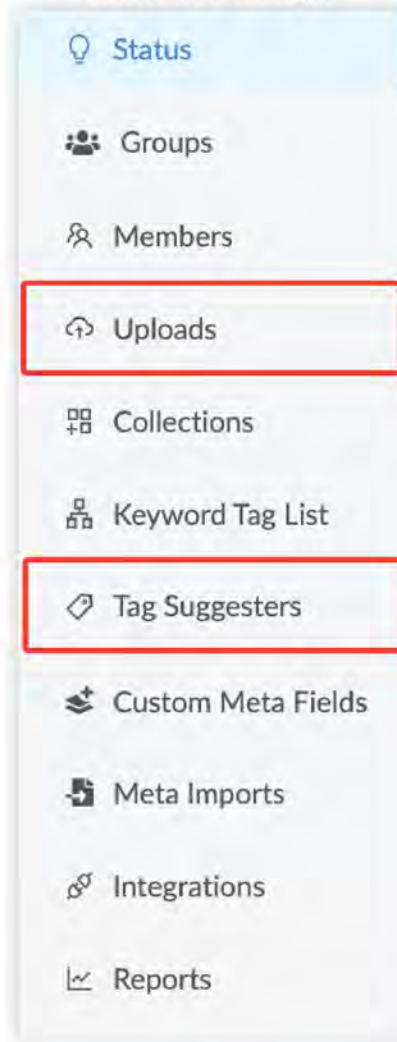 Status
Groups
Members
Uploads
Collections
Keyword Tag List
Tag Suggesters
Custom Meta Fields
Meta Imports
Integrations
Reports